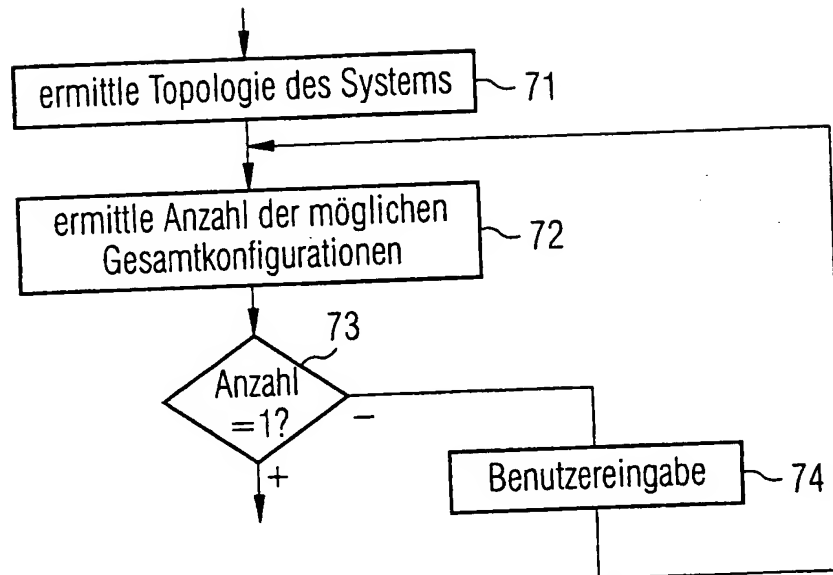 ermittle Topologie des Systems
71
ermittle Anzahl der möglichen
Gesamtkonfigurationen
72
73
Anzahl
=1?
–
+
Benutzereingabe
74